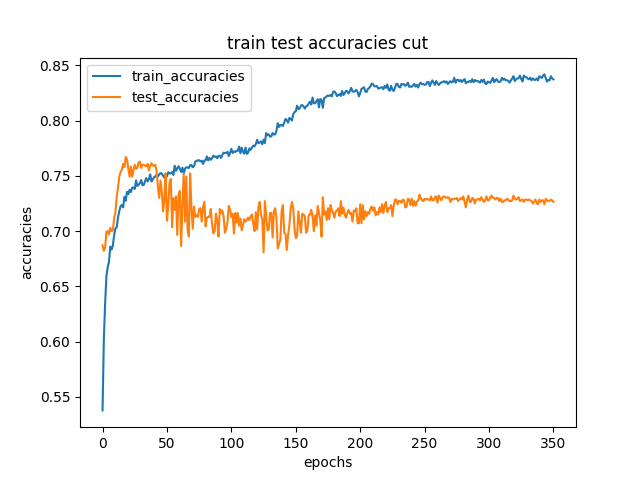 train test accuracies cut
train_accuracies
test_accuracies
accuracies
0.85
0.80
0.75
0.70
0.65
0.60
0.55
0 50 100 150 200 250 300 350
epochs